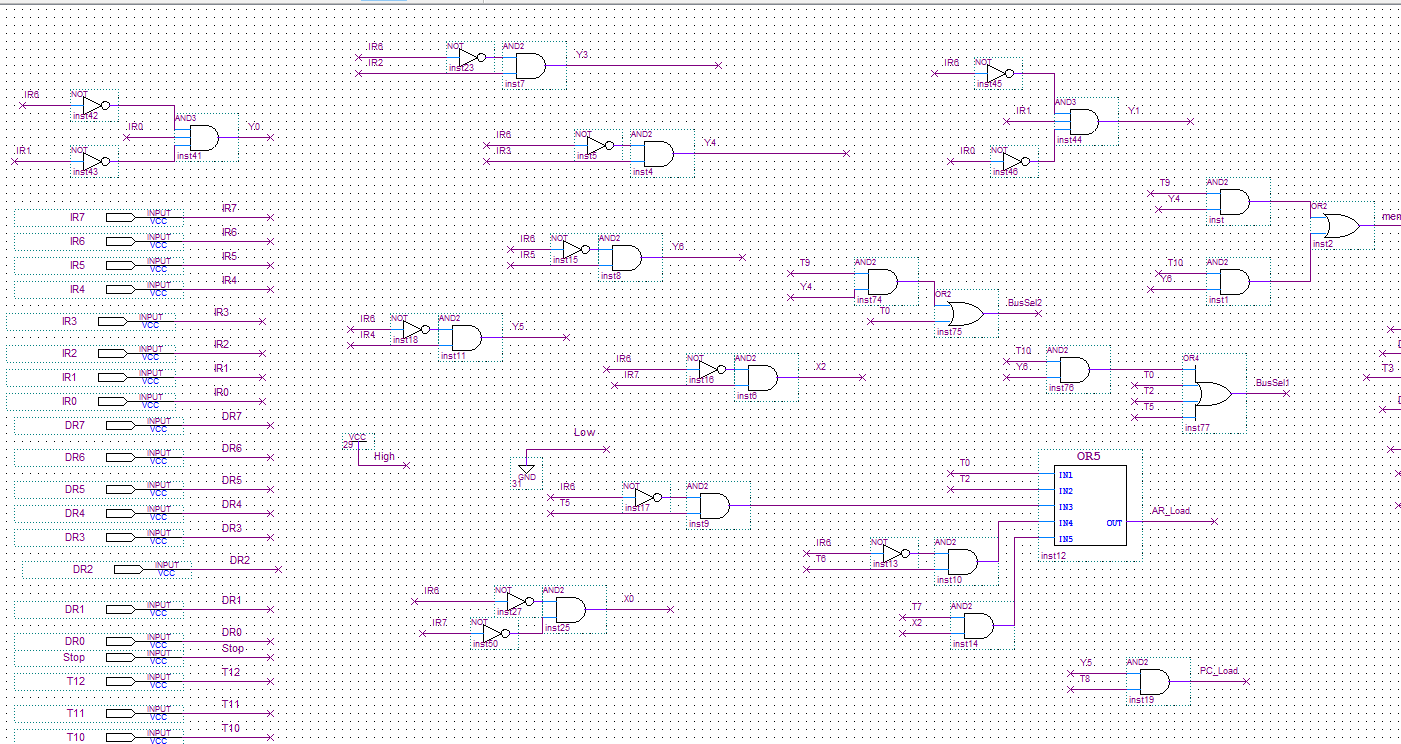 IR6 NOT inst23 AND2 inst7 Y3
IR2
IR6 NOT inst45 AND3 inst44 Y1
IR1
IR0 NOT inst46
IR6 NOT inst42 AND3 inst41 Y0
IR0
IR1 NOT inst43
IR6 NOT inst5 AND2 inst4 Y4
IR3
T9 AND2 inst
Y4
OR2 inst2
T10 AND2 inst1
Y6
IR7 INPUT VCC IR7
IR6 INPUT VCC IR6
IR5 INPUT VCC IR5
IR4 INPUT VCC IR4
IR3 INPUT VCC IR3
IR2 INPUT VCC IR2
IR1 INPUT VCC IR1
IR0 INPUT VCC IR0
DR7 INPUT VCC DR7
DR6 INPUT VCC DR6
DR5 INPUT VCC DR5
DR4 INPUT VCC DR4
DR3 INPUT VCC DR3
DR2 INPUT VCC DR2
DR1 INPUT VCC DR1
DR0 INPUT VCC DR0
Stop INPUT VCC Stop
T12 INPUT VCC T12
T11 INPUT VCC T11
T10 INPUT VCC T10
IR6 NOT inst15 AND2 inst8 Y6
IR5
T9 AND2 inst74
Y4
T0 OR2 inst75 BusSel2
IR6 NOT inst18 AND2 inst11 Y5
IR4
IR6 NOT inst16 AND2 inst6 X2
IR7
T10 AND2 inst76
Y6
T0 OR4 inst77 BusSel1
T2
T5
T3
VCC
29
High
Low
GND
31
OR5
T0 IN1
T2 IN2
IN3
IN4 OUT AR_Load
IN5
inst12
IR6 NOT inst17 AND2 inst9
T5
IR6 NOT inst13 AND2 inst10
T6
T7 AND2 inst14
X2
IR6 NOT inst27 AND2 inst25 X0
IR7 NOT inst50
Y5 AND2 inst19 PC_Load
T8